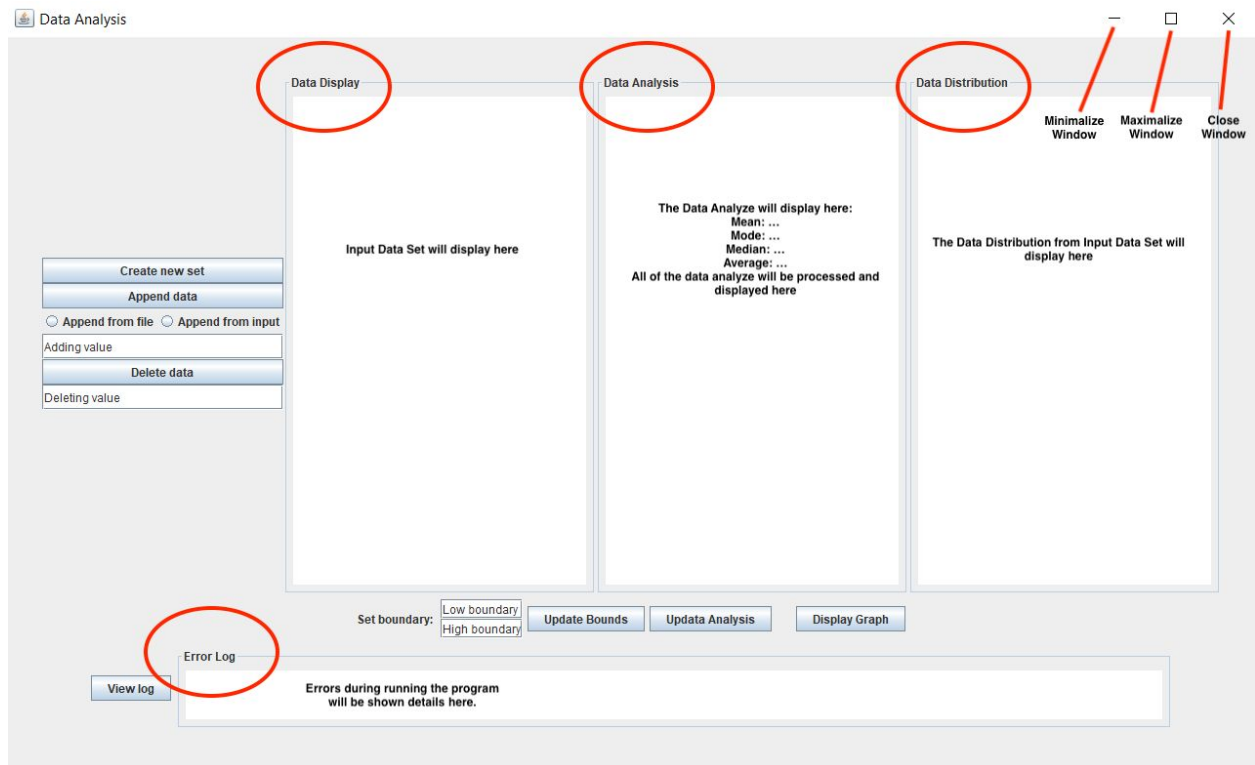 Data Analysis
Data Display
Data Analysis
Data Distribution
Minimalize
Window
Maximalize
Window
Close
Window
Input Data Set will display here
The Data Analyze will display here:
Mean: ...
Mode: ...
Median: ...
Average: ...
All of the data analyze will be processed and
displayed here
The Data Distribution from Input Data Set will
display here
Create new set
Append data
Append from file Append from input
Adding value
Delete data
Deleting value
Set boundary:
Low boundary
High boundary
Update Bounds
Updata Analysis
Display Graph
Error Log
View log
Errors during running the program
will be shown details here.